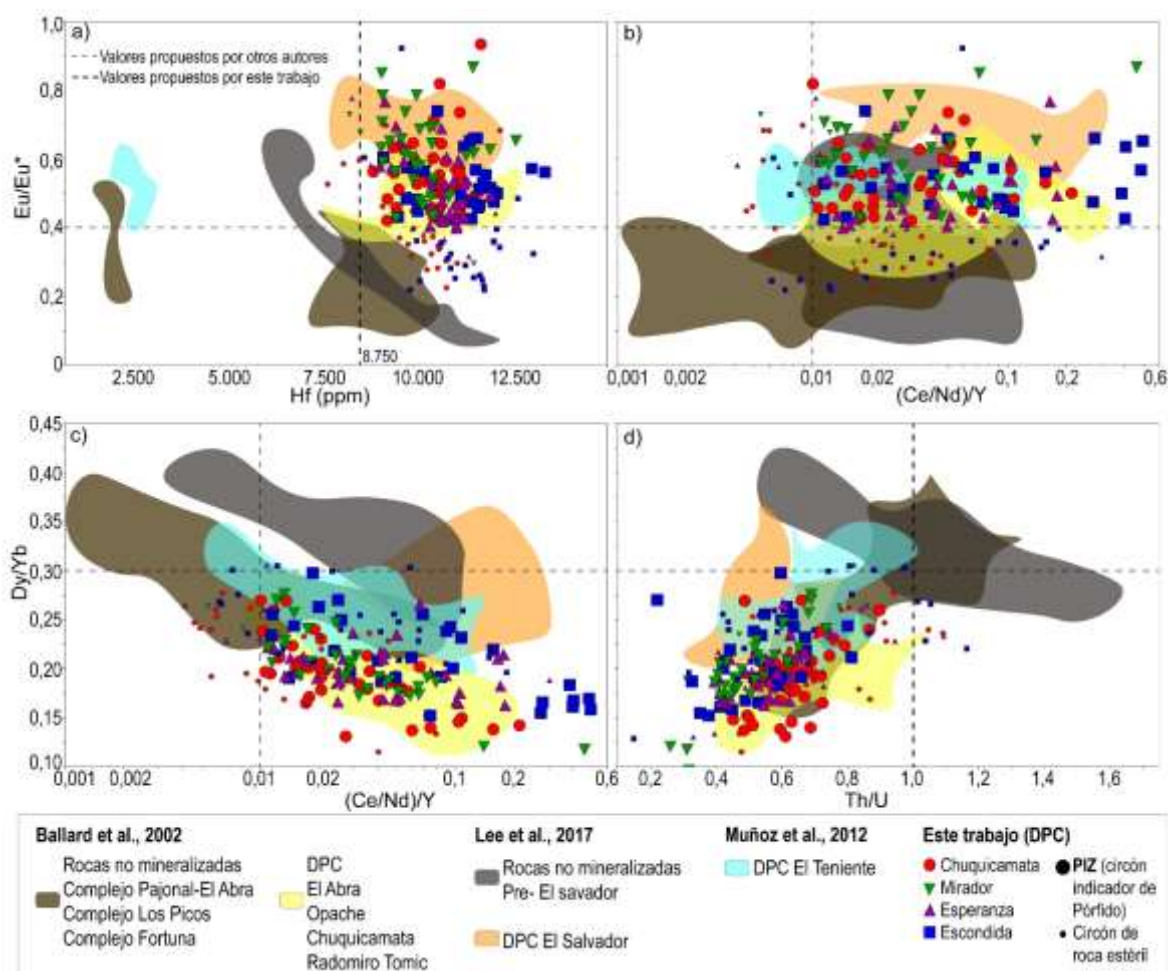 a)
Valores propuestos por otros autores
Valores propuestos por este trabajo
1,0
0,8
0,6
0,4
0,2
0
Eu/Eu*
8.750
2.500 5.000 7.500 10.000 12.500
Hf (ppm)
b)
0,001 0,002 0,01 0,02 0,1 0,2 0,6
(Ce/Nd)/Y
c)
0,45
0,40
0,35
0,30
0,25
0,20
0,15
0,10
Dy/Yb
0,001 0,002 0,01 0,02 0,1 0,2 0,6
(Ce/Nd)/Y
d)
0,2 0,4 0,6 0,8 1,0 1,2 1,4 1,6
Th/U
Ballard et al., 2002
Rocas no mineralizadas
Complejo Pajonal-El Abra
Complejo Los Picos
Complejo Fortuna
DPC
El Abra
Opache
Chuquicamata
Radomiro Tomic
Lee et al., 2017
Rocas no mineralizadas
Pre- El savador
DPC El Salvador
Muñoz et al., 2012
DPC El Teniente
Este trabajo (DPC)
Chuquicamata
Mirador
Esperanza
Escondida
PIZ (circón
indicador de
Pórfido)
Circón de
roca estéril